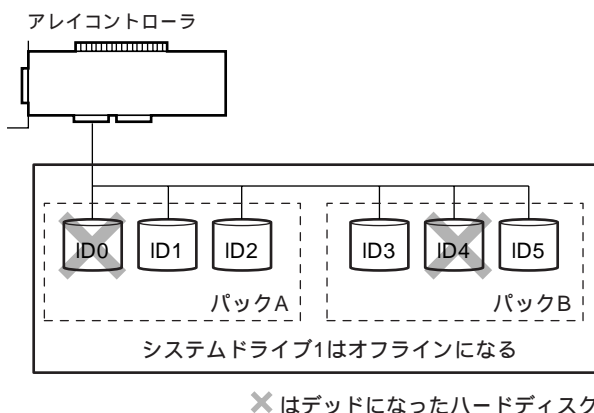 アレイコントローラ
ID0 ID1 ID2 ID3 ID4 ID5
パックA パックB
システムドライブ1はオフラインになる
はデッドになったハードディスク